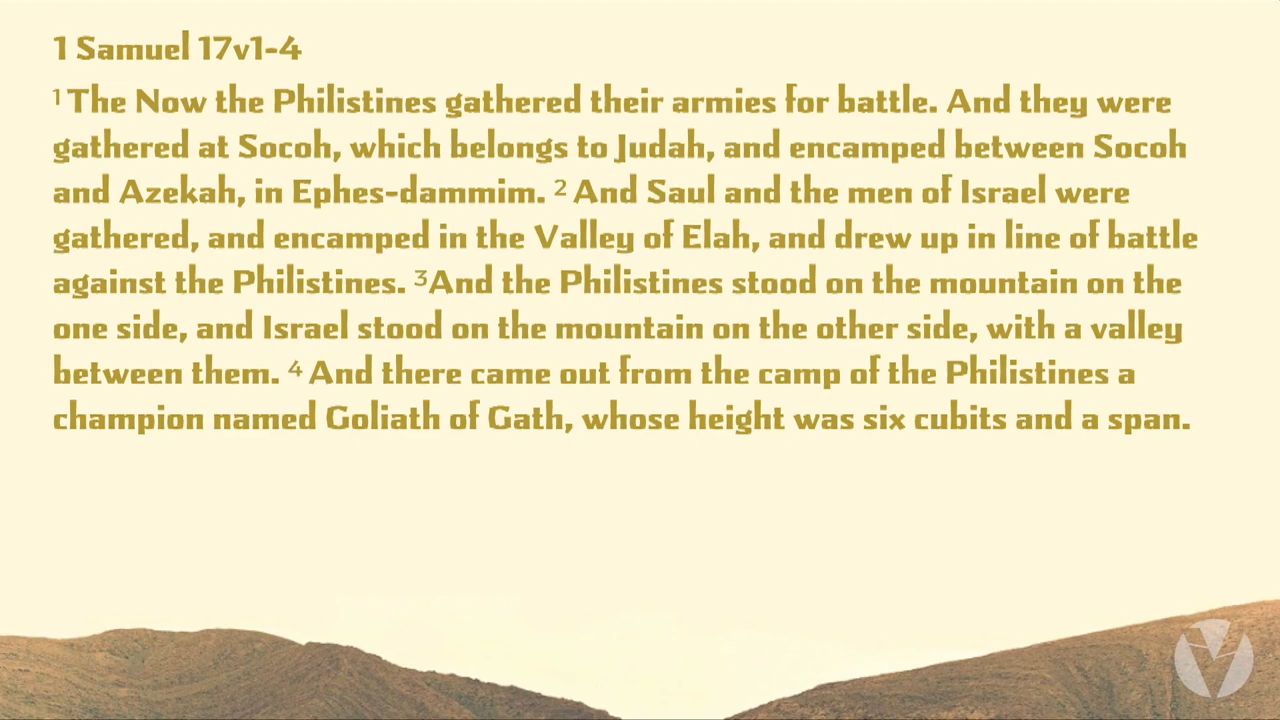 1 Samuel 17v1-4
¹ The Now the Philistines gathered their armies for battle. And they were
gathered at Socoh, which belongs to Judah, and encamped between Socoh
and Azekah, in Ephes-dammim. ² And Saul and the men of Israel were
gathered, and encamped in the Valley of Elah, and drew up in line of battle
against the Philistines. ³And the Philistines stood on the mountain on the
one side, and Israel stood on the mountain on the other side, with a valley
between them. ⁴ And there came out from the camp of the Philistines a
champion named Goliath of Gath, whose height was six cubits and a span.